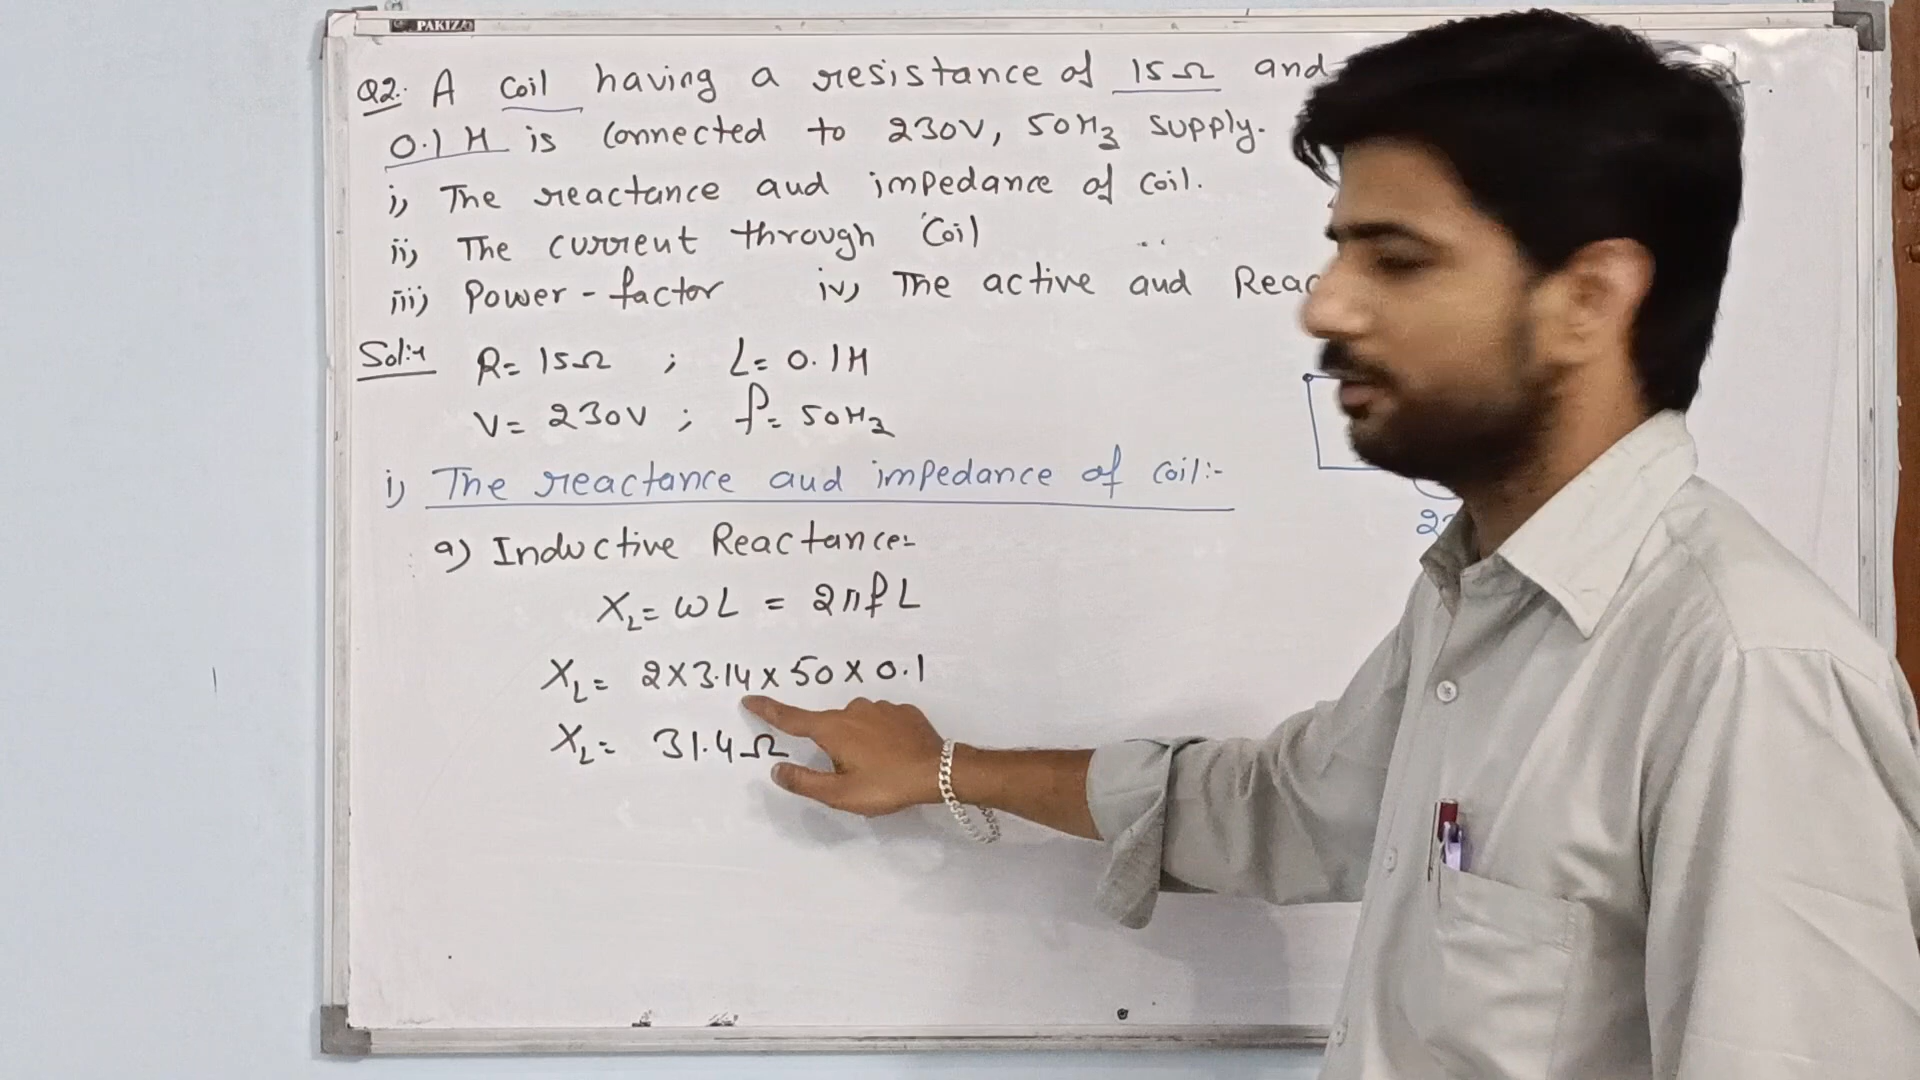 PAKIZA
Q2:. A Coil having a resistance of 15Ω and
0.1 H is Connected to 230V, 50Hz Supply.
i) The reactance and impedance of Coil.
ii) The current through Coil
iii) Power-factor iv) The active and Reac
Sol:- R= 15Ω ; L= 0.1H
V= 230V ; f= 50Hz
i) The reactance and impedance of Coil:-
a) Inductive Reactance=
X_L = ωL = 2πfL
X_L = 2×3.14×50×0.1
X_L = 31.4Ω